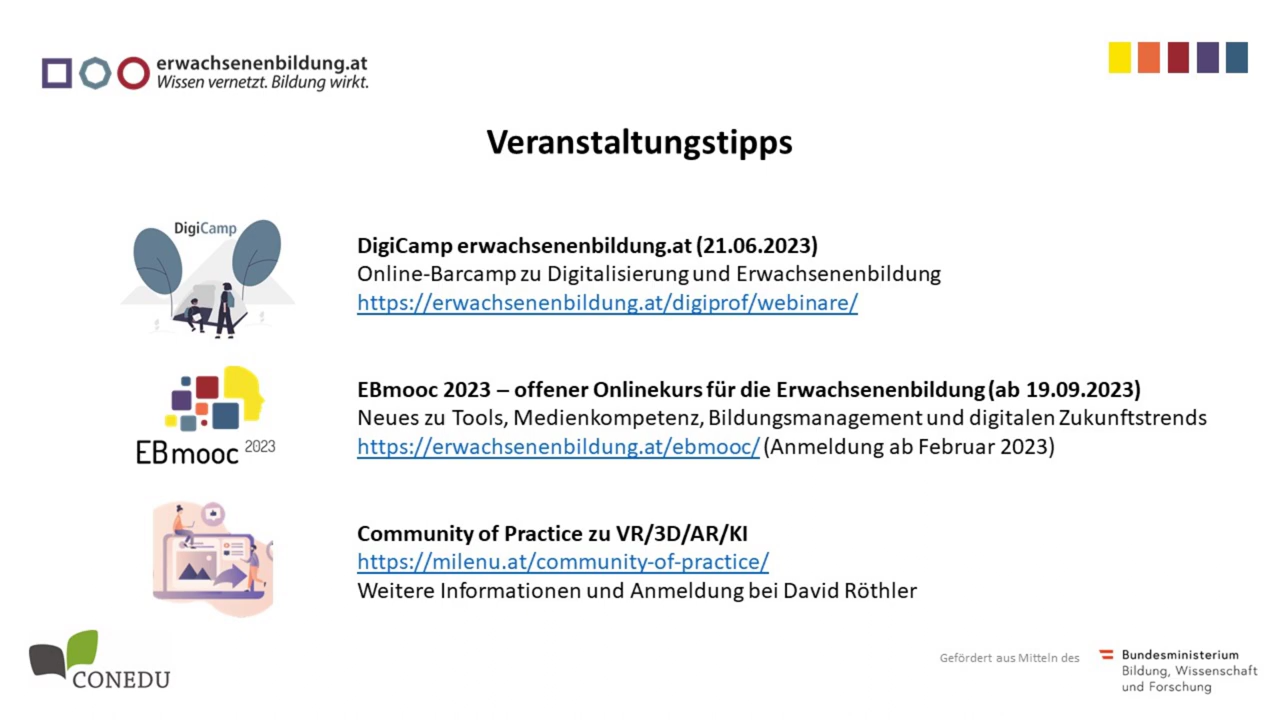 erwachsenenbildung.at
Wissen vernetzt. Bildung wirkt.
Veranstaltungstipps
DigiCamp
DigiCamp erwachsenenbildung.at (21.06.2023)
Online-Barcamp zu Digitalisierung und Erwachsenenbildung
https://erwachsenenbildung.at/digiprof/webinare/
EBmooc 2023
EBmooc 2023 – offener Onlinekurs für die Erwachsenenbildung (ab 19.09.2023)
Neues zu Tools, Medienkompetenz, Bildungsmanagement und digitalen Zukunftstrends
https://erwachsenenbildung.at/ebmooc/ (Anmeldung ab Februar 2023)
Community of Practice zu VR/3D/AR/KI
https://milenu.at/community-of-practice/
Weitere Informationen und Anmeldung bei David Röthler
CONEDU
Gefördert aus Mitteln des
Bundesministerium
Bildung, Wissenschaft
und Forschung